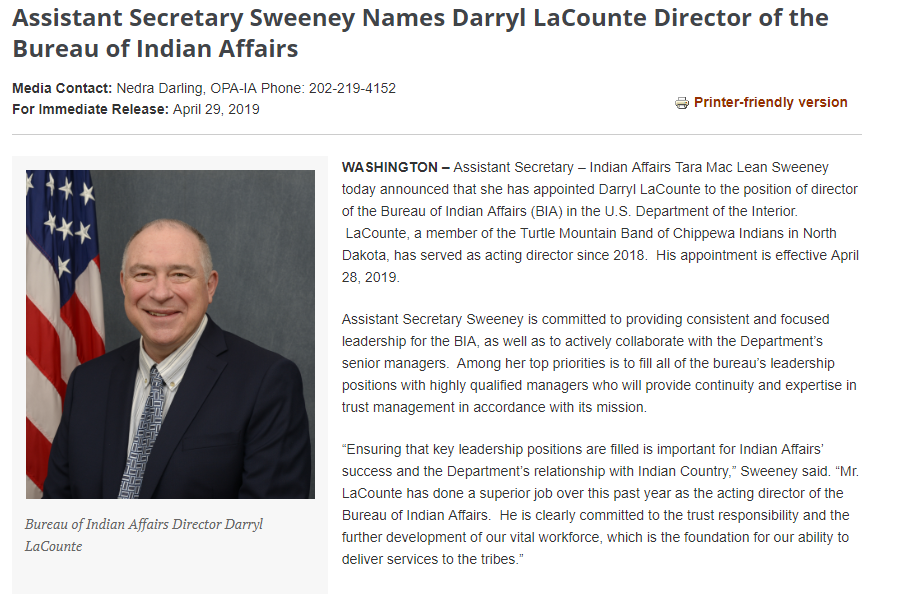 Assistant Secretary Sweeney Names Darryl LaCounte Director of the
Bureau of Indian Affairs
Media Contact: Nedra Darling, OPA-IA Phone: 202-219-4152
For Immediate Release: April 29, 2019
Printer-friendly version
WASHINGTON – Assistant Secretary – Indian Affairs Tara Mac Lean Sweeney
today announced that she has appointed Darryl LaCounte to the position of director
of the Bureau of Indian Affairs (BIA) in the U.S. Department of the Interior.
LaCounte, a member of the Turtle Mountain Band of Chippewa Indians in North
Dakota, has served as acting director since 2018.  His appointment is effective April
28, 2019.
Assistant Secretary Sweeney is committed to providing consistent and focused
leadership for the BIA, as well as to actively collaborate with the Department’s
senior managers.  Among her top priorities is to fill all of the bureau’s leadership
positions with highly qualified managers who will provide continuity and expertise in
trust management in accordance with its mission.
“Ensuring that key leadership positions are filled is important for Indian Affairs’
success and the Department’s relationship with Indian Country,” Sweeney said. “Mr.
LaCounte has done a superior job over this past year as the acting director of the
Bureau of Indian Affairs.  He is clearly committed to the trust responsibility and the
further development of our vital workforce, which is the foundation for our ability to
deliver services to the tribes.”
Bureau of Indian Affairs Director Darryl
LaCounte